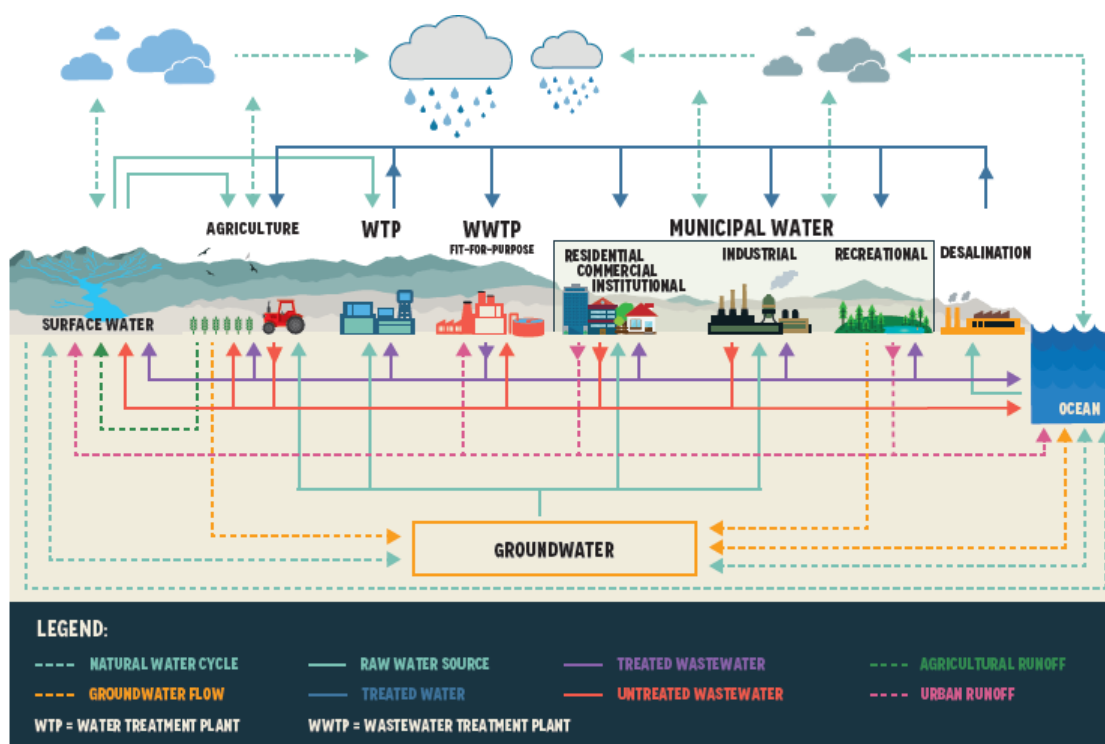 AGRICULTURE
WTP
WWTP
FIT-FOR-PURPOSE
MUNICIPAL WATER
RESIDENTIAL
COMMERCIAL
INSTITUTIONAL
INDUSTRIAL
RECREATIONAL
DESALINATION
SURFACE WATER
OCEAN
GROUNDWATER
LEGEND:
NATURAL WATER CYCLE
RAW WATER SOURCE
TREATED WASTEWATER
AGRICULTURAL RUNOFF
GROUNDWATER FLOW
TREATED WATER
UNTREATED WASTEWATER
URBAN RUNOFF
WTP = WATER TREATMENT PLANT
WWTP = WASTEWATER TREATMENT PLANT